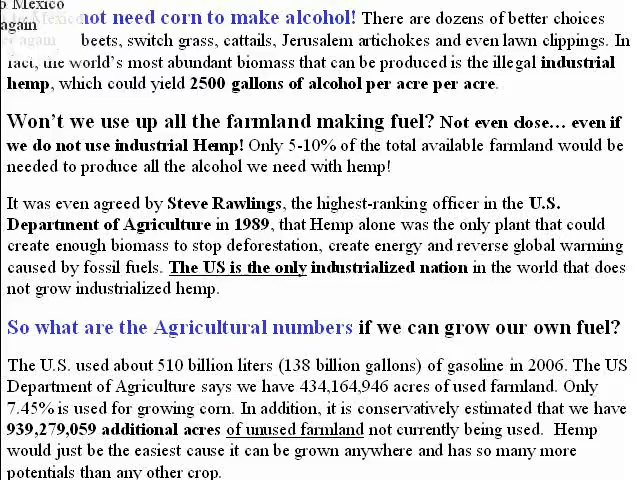 o Mexico
again
not need corn to make alcohol! There are dozens of better choices
beets, switch grass, cattails, Jerusalem artichokes and even lawn clippings. In
fact, the world's most abundant biomass that can be produced is the illegal industrial
hemp, which could yield 2500 gallons of alcohol per acre per acre.
Won't we use up all the farmland making fuel? Not even close... even if
we do not use industrial Hemp! Only 5-10% of the total available farmland would be
needed to produce all the alcohol we need with hemp!
It was even agreed by Steve Rawlings, the highest-ranking officer in the U.S.
Department of Agriculture in 1989, that Hemp alone was the only plant that could
create enough biomass to stop deforestation, create energy and reverse global warming
caused by fossil fuels. The US is the only industrialized nation in the world that does
not grow industrialized hemp.
So what are the Agricultural numbers if we can grow our own fuel?
The U.S. used about 510 billion liters (138 billion gallons) of gasoline in 2006. The US
Department of Agriculture says we have 434,164,946 acres of used farmland. Only
7.45% is used for growing corn. In addition, it is conservatively estimated that we have
939,279,059 additional acres of unused farmland not currently being used.  Hemp
would just be the easiest cause it can be grown anywhere and has so many more
potentials than any other crop.